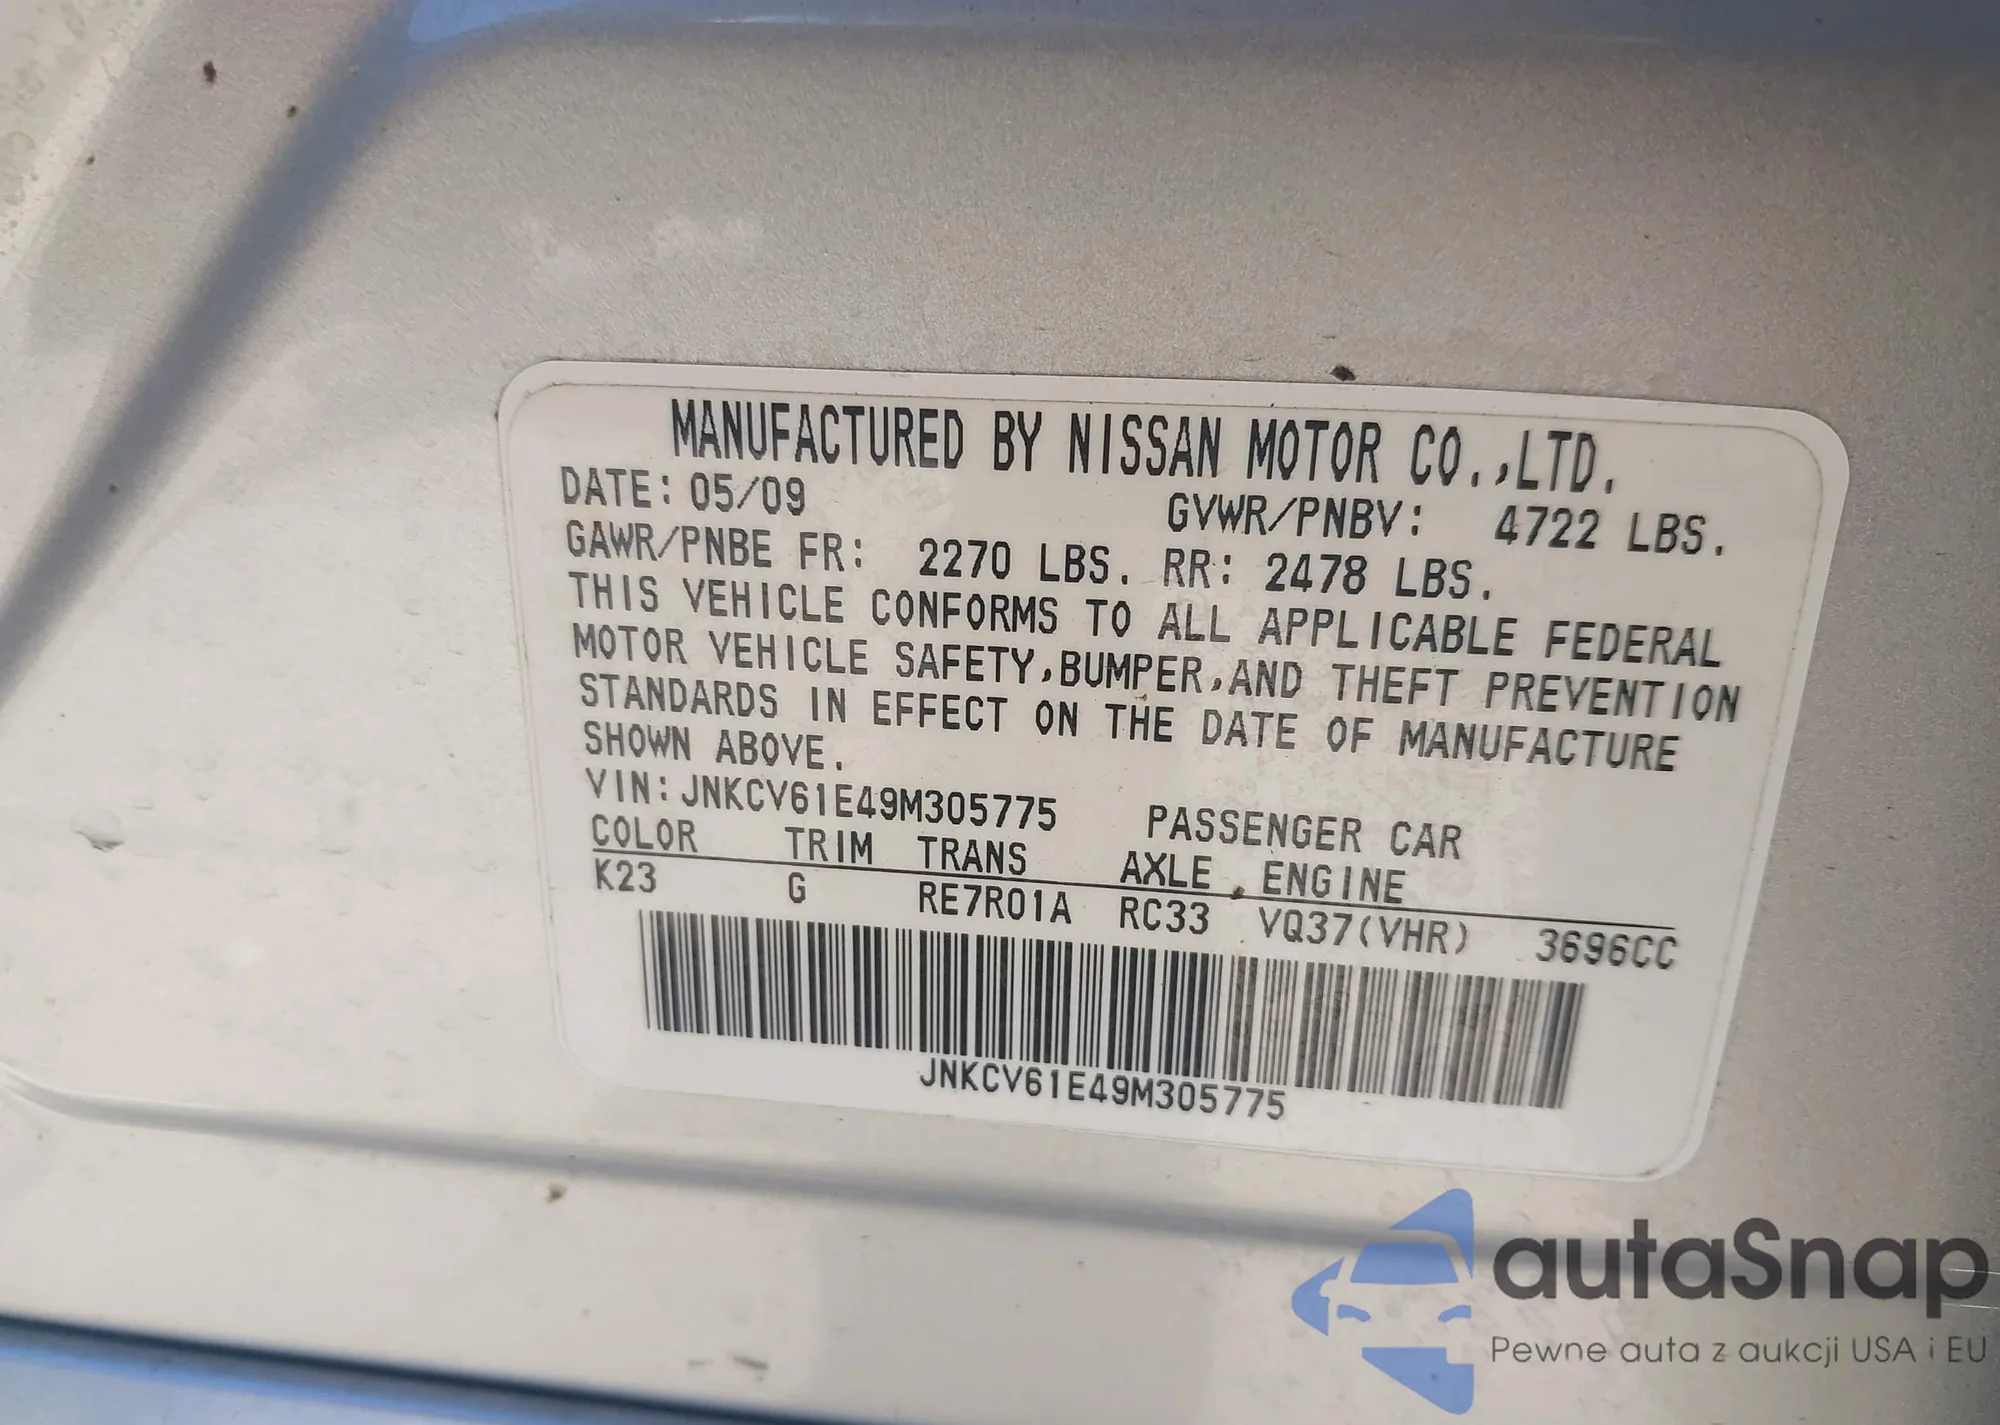 MANUFACTURED BY NISSAN MOTOR CO.,LTD.
DATE: 05/09 GVWR/PNBV: 4722 LBS.
GAWR/PNBE FR: 2270 LBS. RR: 2478 LBS.
THIS VEHICLE CONFORMS TO ALL APPLICABLE FEDERAL
MOTOR VEHICLE SAFETY,BUMPER,AND THEFT PREVENTION
STANDARDS IN EFFECT ON THE DATE OF MANUFACTURE
SHOWN ABOVE.
VIN: JNKCV61E49M305775 PASSENGER CAR
COLOR TRIM TRANS AXLE ENGINE
K23 G RE7R01A RC33 VQ37(VHR) 3696CC
JNKCV61E49M305775
autaSnap
Pewne auta z aukcji USA i EU